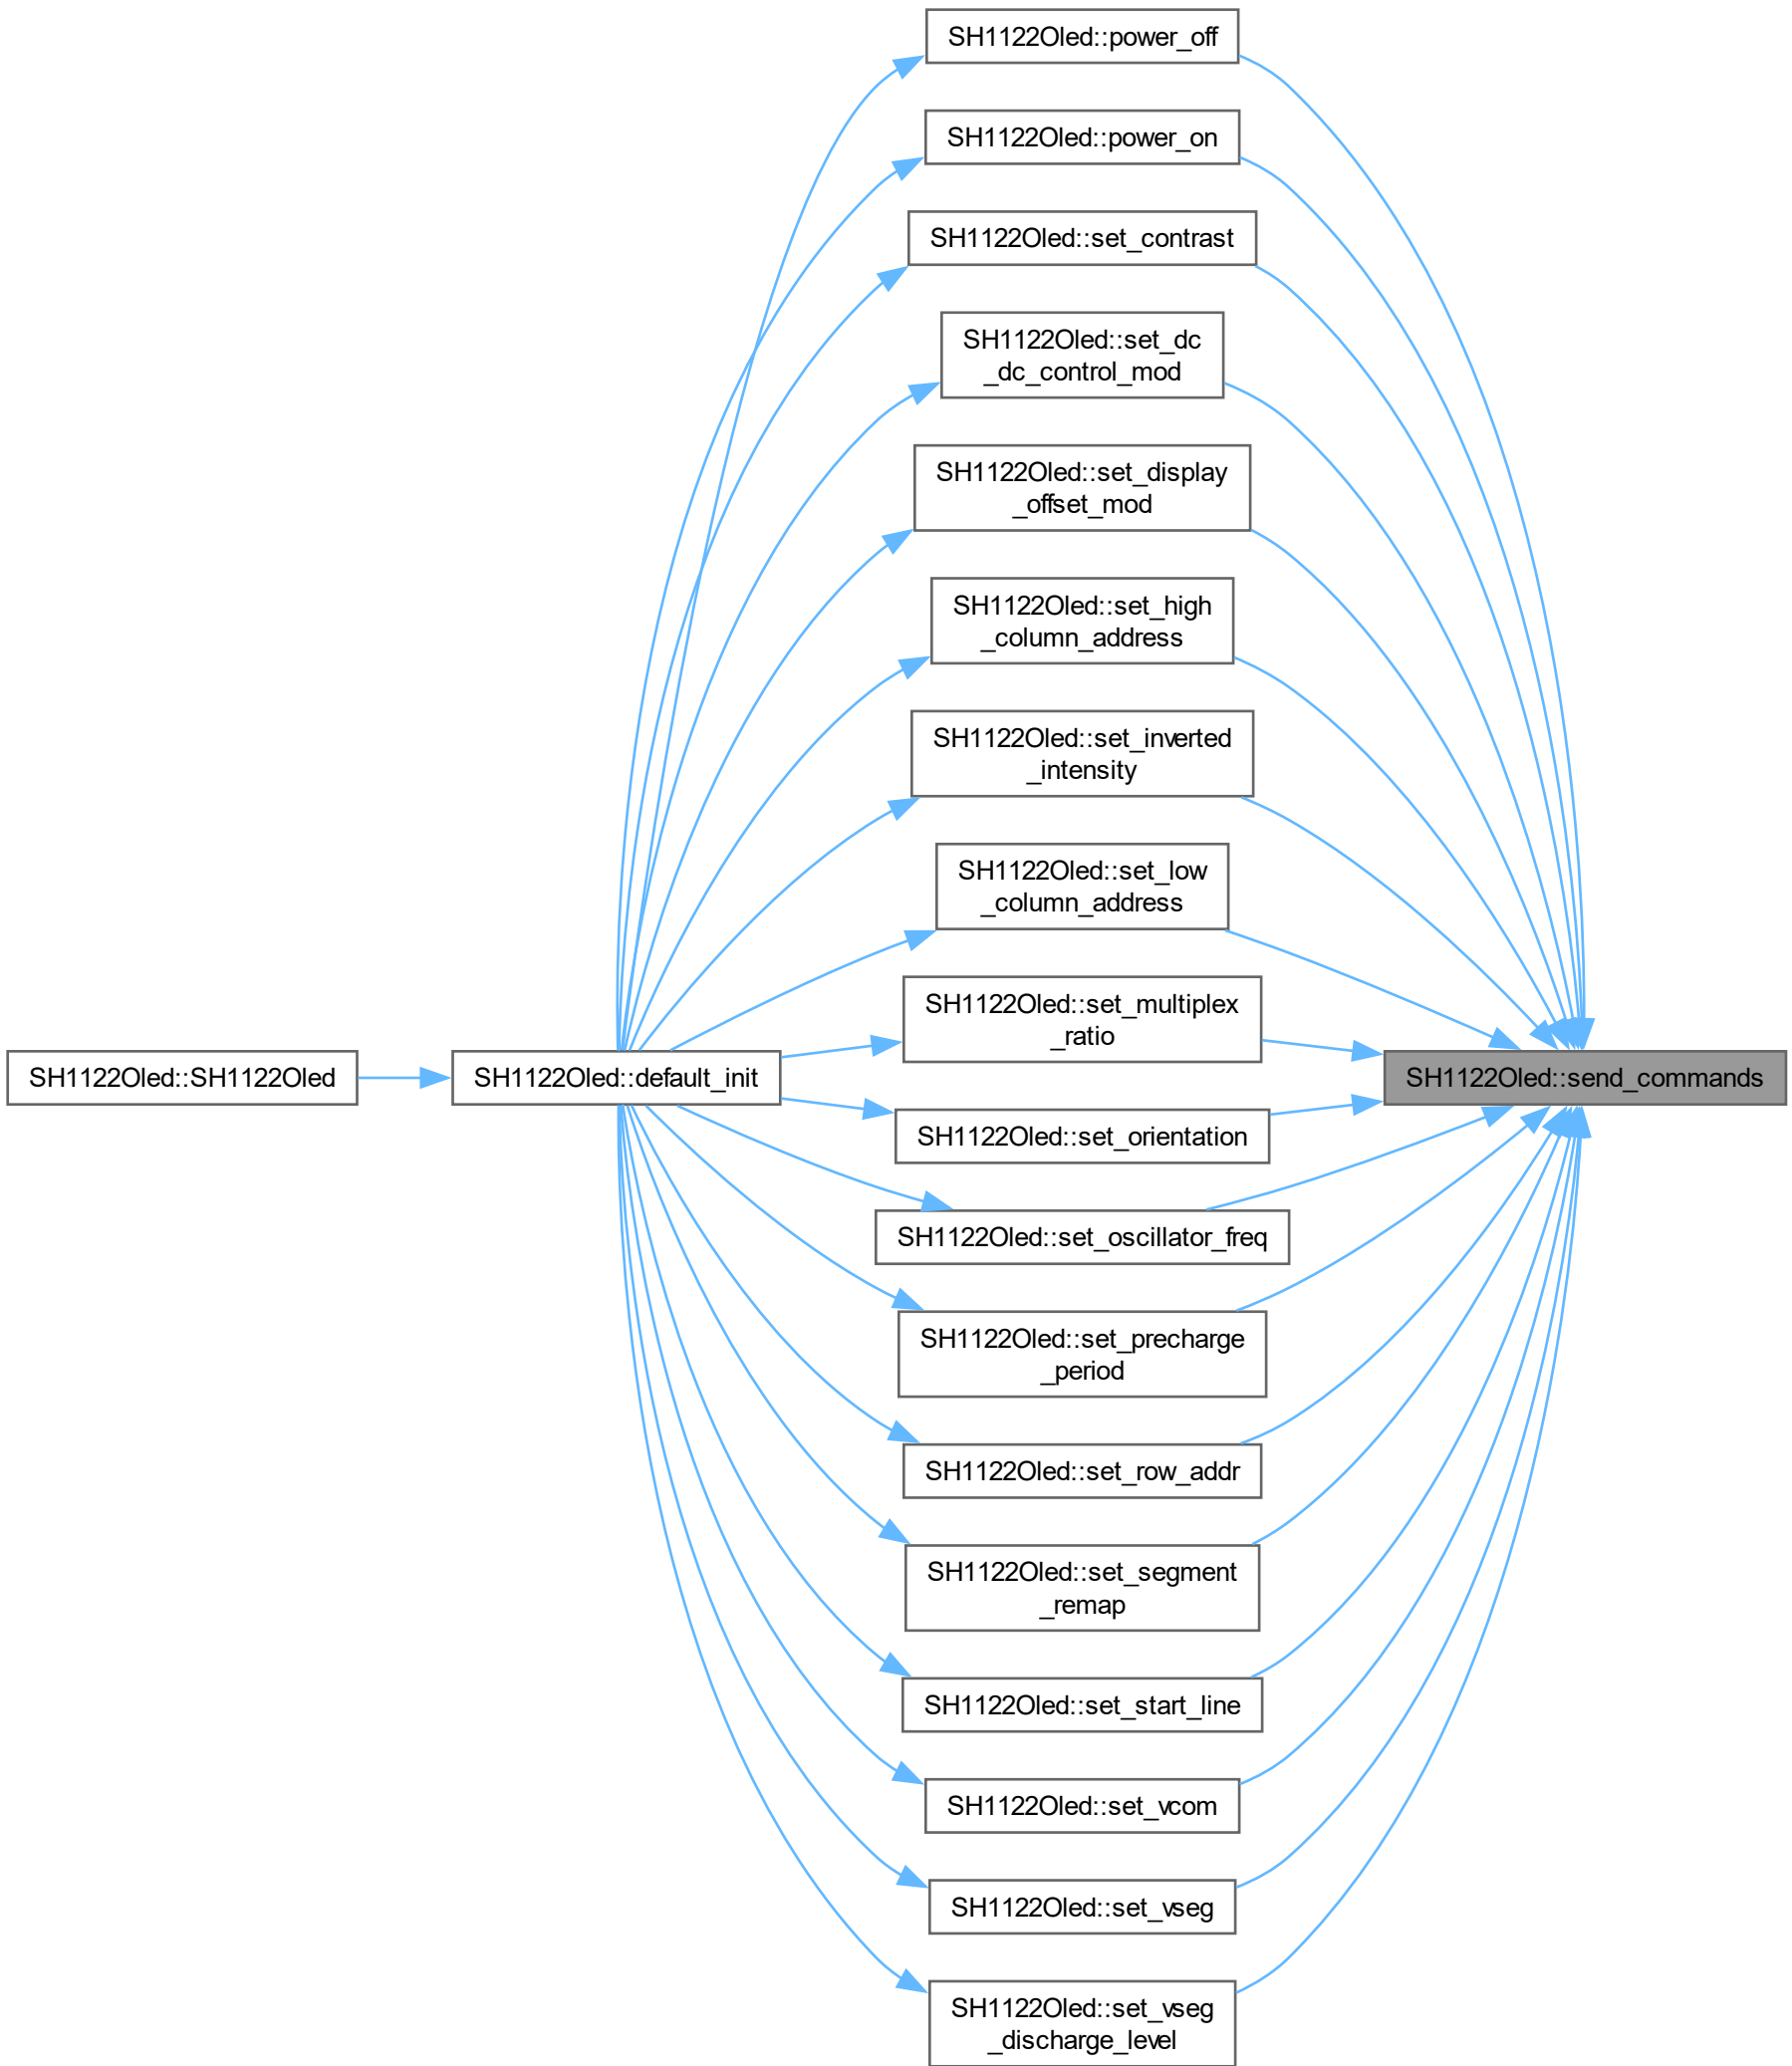 SH1122Oled::power_off
SH1122Oled::power_on
SH1122Oled::set_contrast
SH1122Oled::set_dc
_dc_control_mod
SH1122Oled::set_display
_offset_mod
SH1122Oled::set_high
_column_address
SH1122Oled::set_inverted
_intensity
SH1122Oled::set_low
_column_address
SH1122Oled::set_multiplex
_ratio
SH1122Oled::SH1122Oled
SH1122Oled::default_init
SH1122Oled::send_commands
SH1122Oled::set_orientation
SH1122Oled::set_oscillator_freq
SH1122Oled::set_precharge
_period
SH1122Oled::set_row_addr
SH1122Oled::set_segment
_remap
SH1122Oled::set_start_line
SH1122Oled::set_vcom
SH1122Oled::set_vseg
SH1122Oled::set_vseg
_discharge_level